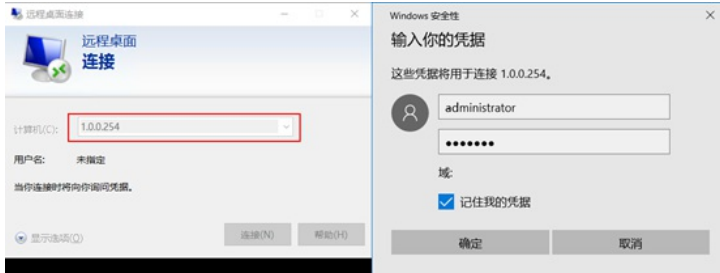 远程桌面连接
远程桌面
连接
计算机(C):
1.0.0.254
用户名:
未指定
当你连接时将向你询问凭据。
显示选项(O)
连接(N)
帮助(H)
Windows 安全性
输入你的凭据
这些凭据将用于连接 1.0.0.254。
administrator
•••••••
域:
记住我的凭据
确定
取消